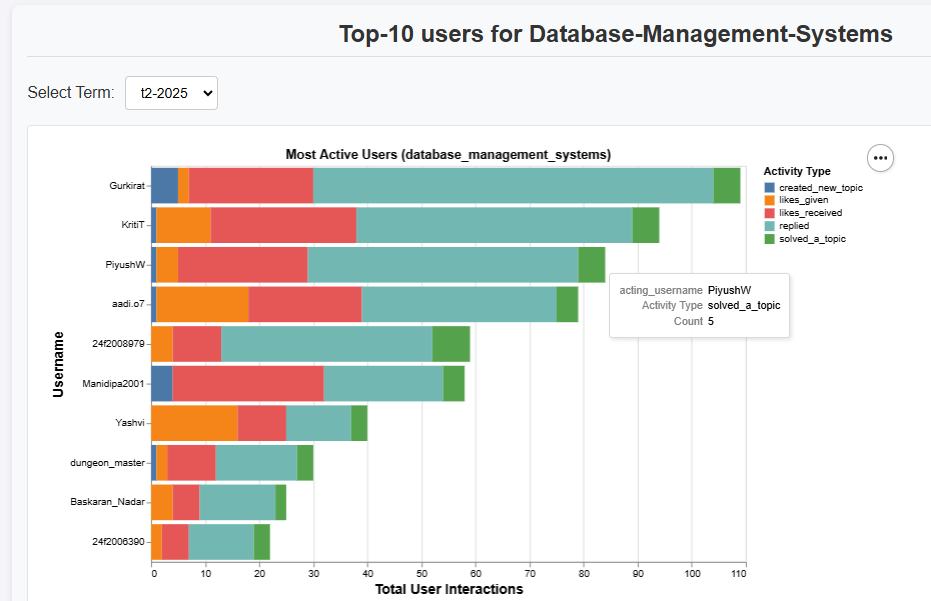 Top-10 users for Database-Management-Systems
Select Term: t2-2025
Most Active Users (database_management_systems)
Activity Type
created_new_topic
likes_given
likes_received
replied
solved_a_topic
Username
Gurkirat
KritiT
PiyushW
aadi.o7
24f2008979
Manidipa2001
Yashvi
dungeon_master
Baskaran_Nadar
24f2006390
acting_username PiyushW
Activity Type solved_a_topic
Count 5
0 10 20 30 40 50 60 70 80 90 100 110
Total User Interactions